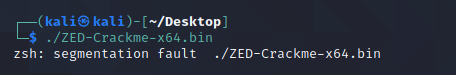 ┌──(kali㉿kali)-[~/Desktop]
└─$ ./ZED-Crackme-x64.bin
zsh: segmentation fault  ./ZED-Crackme-x64.bin